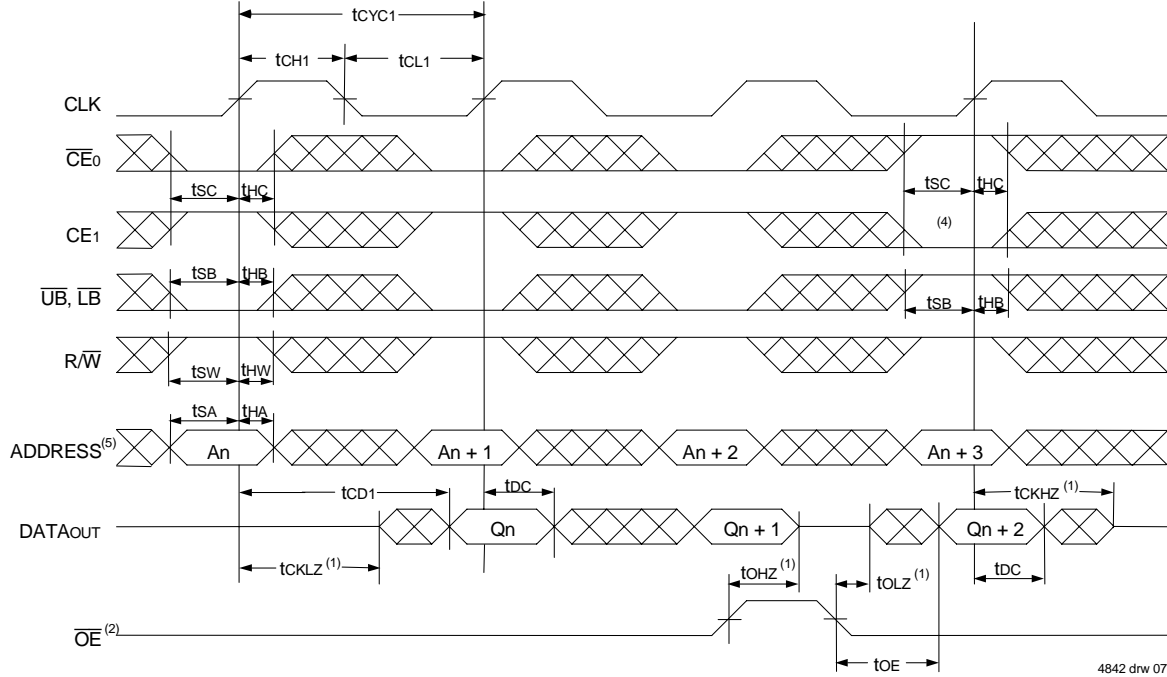 tCYC1
tCH1 tCL1
CLK
CE0
tSC tHC tSC tHC
CE1 (4)
tSB tHB
UB, LB
tSB tHB
R/W
tSW tHW
tSA tHA
ADDRESS(5) An An + 1 An + 2 An + 3
tCD1 tDC tCKHZ (1)
DATAOUT Qn Qn + 1 Qn + 2
tCKLZ (1) tOHZ (1) tOLZ (1) tDC
OE (2)
tOE
4842 drw 07